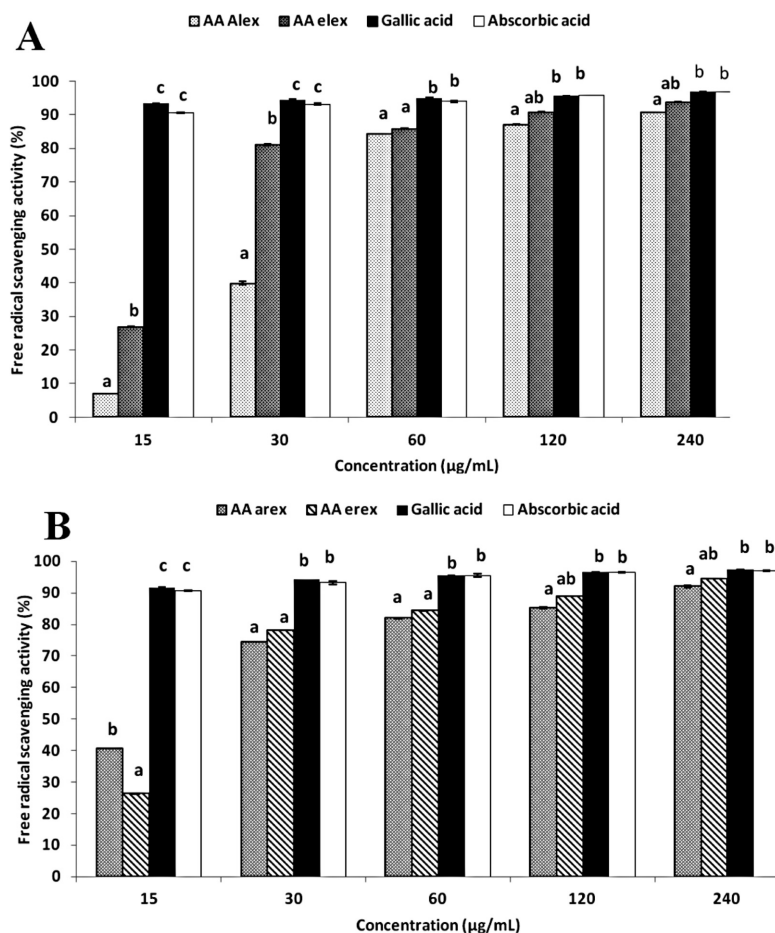 A
AA Alex AA elex Gallic acid Abscorbic acid
Free radical scavenging activity (%)
100
90
80
70
60
50
40
30
20
10
0
a b c c
a b c c
a a b b
a ab b b
a ab b b
15 30 60 120 240
Concentration (µg/mL)
B
AA arex AA erex Gallic acid Abscorbic acid
Free radical scavenging activity (%)
100
90
80
70
60
50
40
30
20
10
0
b a c c
a a b b
a a b b
a ab b b
a ab b b
15 30 60 120 240
Concentration (µg/mL)